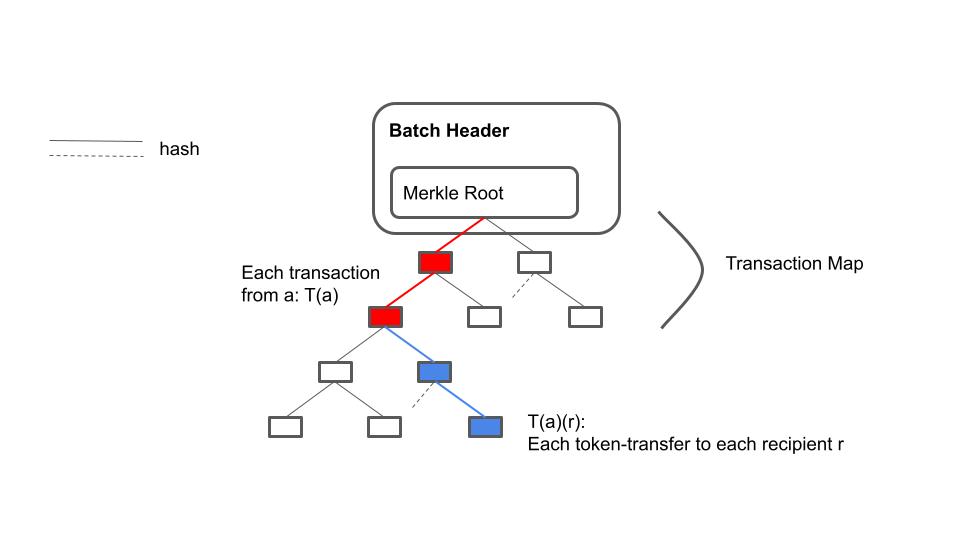 Batch Header
hash
Merkle Root
Each transaction
from a: T(a)
Transaction Map
T(a)(r):
Each token-transfer to each recipient r